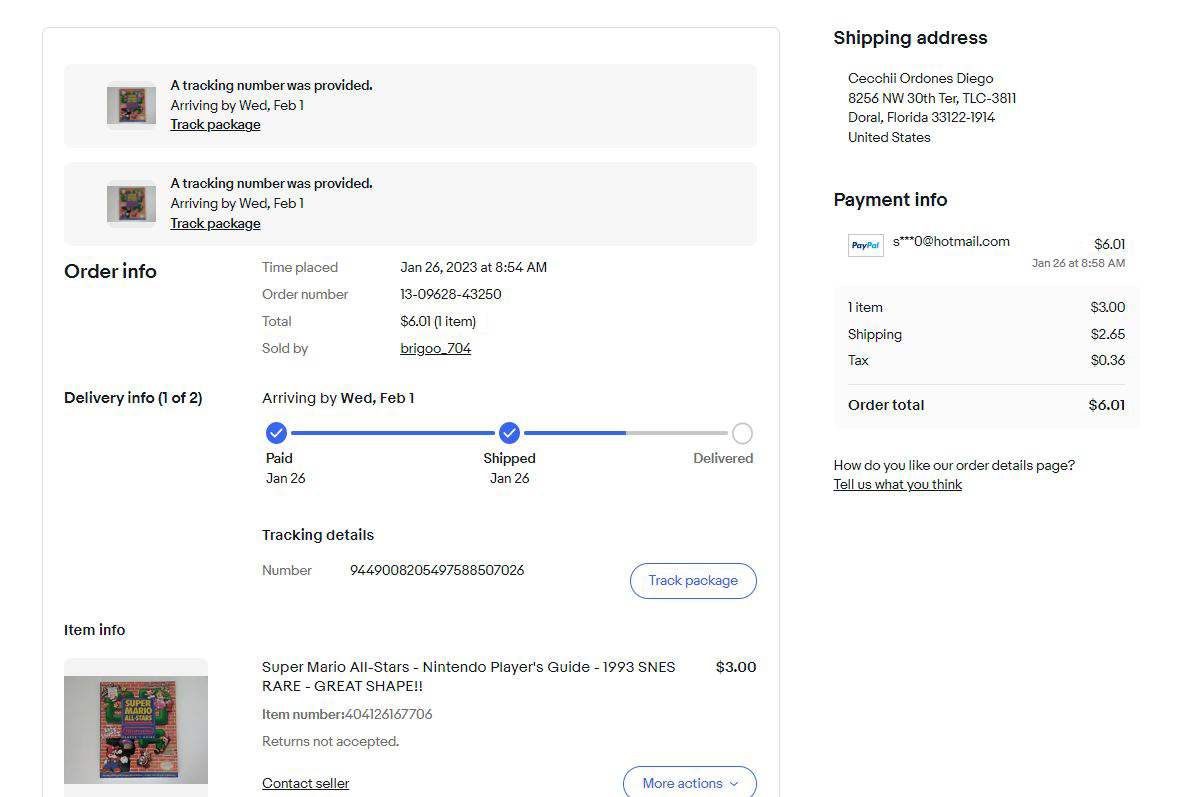 A tracking number was provided.
Arriving by Wed, Feb 1
Track package
A tracking number was provided.
Arriving by Wed, Feb 1
Track package
Order info
Time placed Jan 26, 2023 at 8:54 AM
Order number 13-09628-43250
Total $6.01 (1 item)
Sold by brigoo_704
Delivery info (1 of 2)
Arriving by Wed, Feb 1
Paid Shipped Delivered
Jan 26 Jan 26
Tracking details
Number 9449008205497588507026
Track package
Item info
SUPER
MARIO
ALL-STARS
Super Mario All-Stars - Nintendo Player's Guide - 1993 SNES $3.00
RARE - GREAT SHAPE!!
Item number:404126167706
Returns not accepted.
Contact seller
More actions
Shipping address
Cecchii Ordones Diego
8256 NW 30th Ter, TLC-3811
Doral, Florida 33122-1914
United States
Payment info
PayPal s***0@hotmail.com $6.01
Jan 26 at 8:58 AM
1 item $3.00
Shipping $2.65
Tax $0.36
Order total $6.01
How do you like our order details page?
Tell us what you think